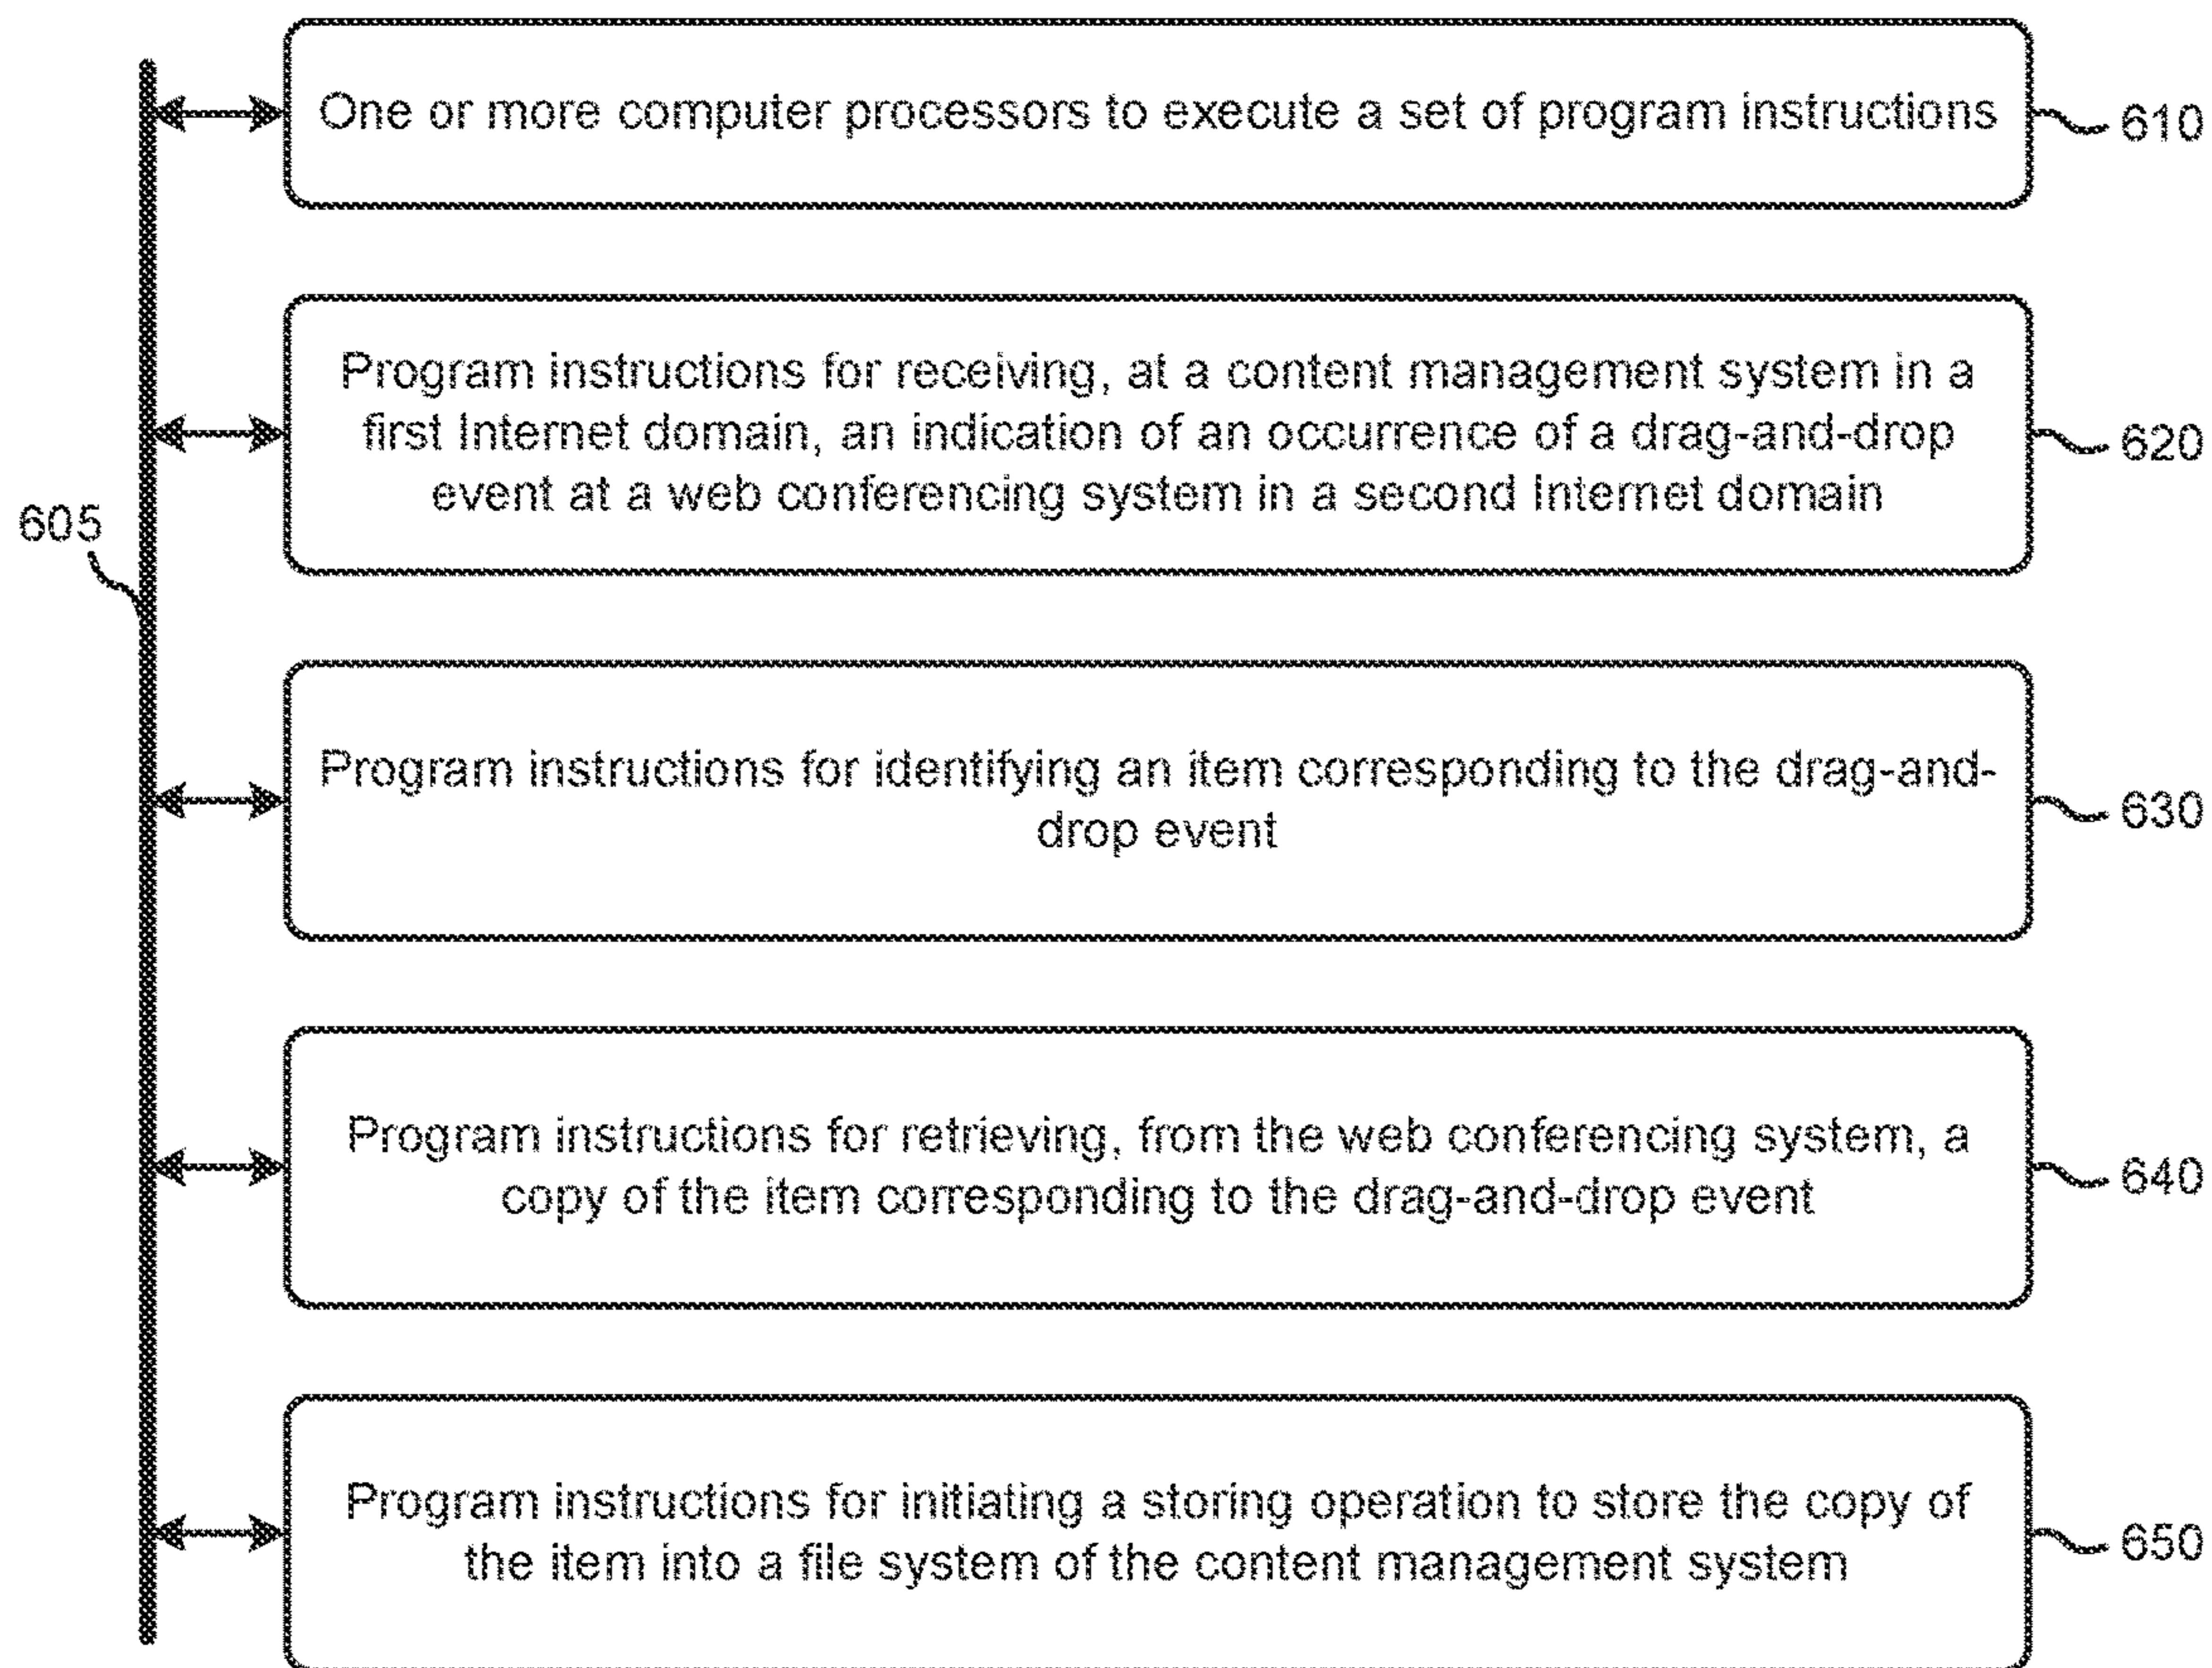 One or more computer processors to execute a set of program instructions
610
Program instructions for receiving, at a content management system in a
first Internet domain, an indication of an occurrence of a drag-and-drop
event at a web conferencing system in a second Internet domain
620
605
Program instructions for identifying an item corresponding to the drag-and-
drop event
630
Program instructions for retrieving, from the web conferencing system, a
copy of the item corresponding to the drag-and-drop event
640
Program instructions for initiating a storing operation to store the copy of
the item into a file system of the content management system
650